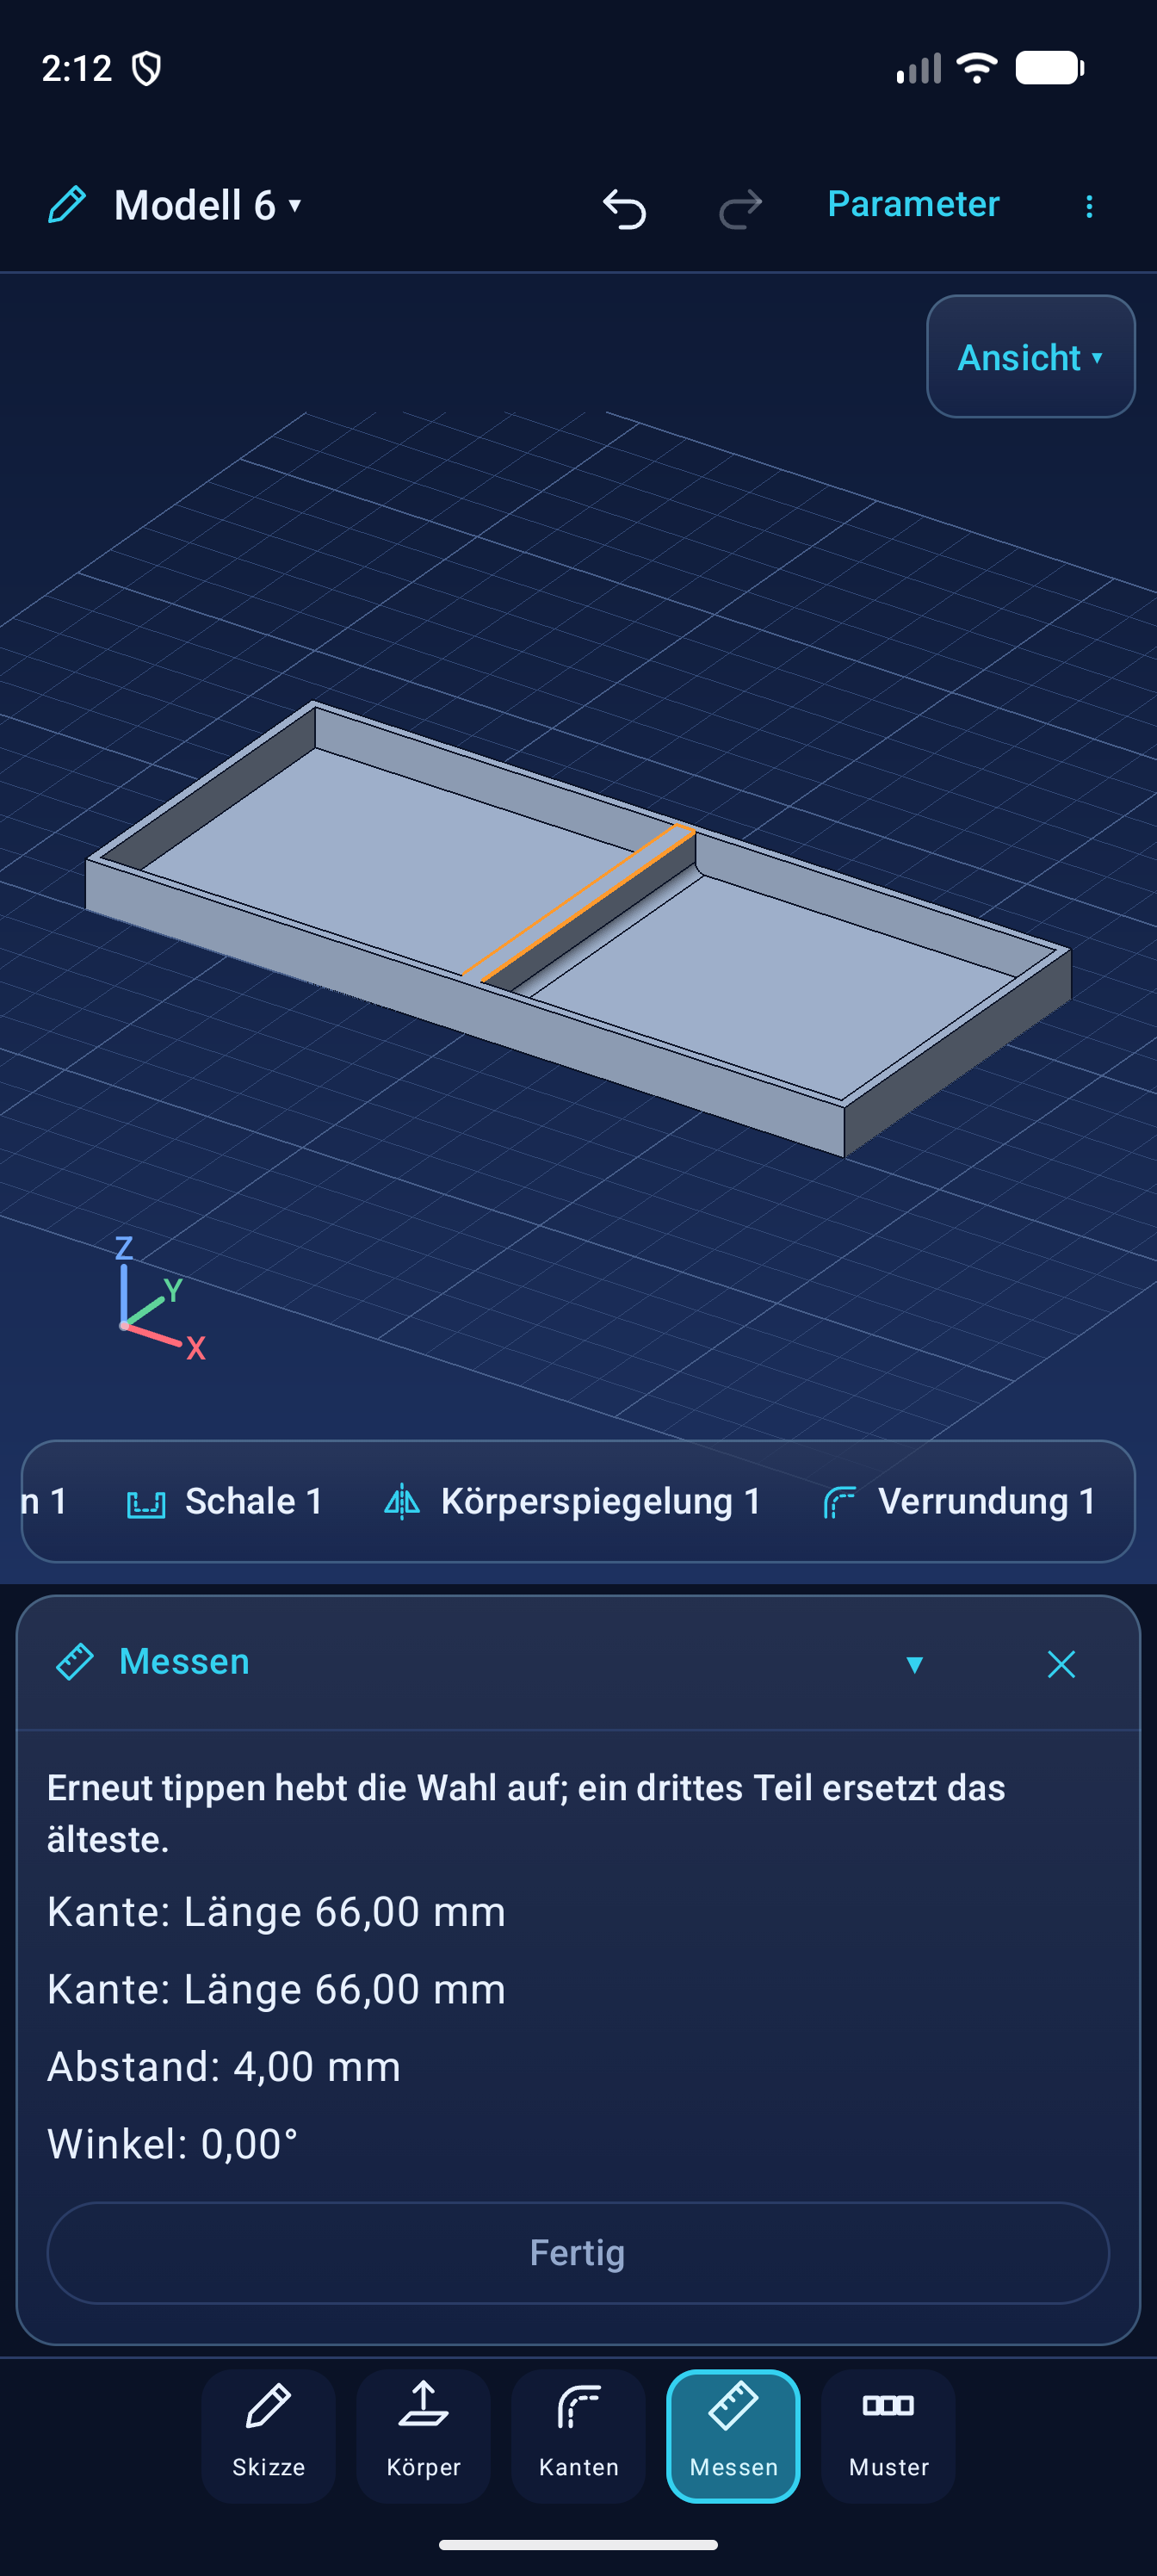 2:12
Modell 6 ▾
Parameter
Ansicht ▾
Z
Y
X
n 1
Schale 1
Körperspiegelung 1
Verrundung 1
Messen
Erneut tippen hebt die Wahl auf; ein drittes Teil ersetzt das
älteste.
Kante: Länge 66,00 mm
Kante: Länge 66,00 mm
Abstand: 4,00 mm
Winkel: 0,00°
Fertig
Skizze
Körper
Kanten
Messen
Muster